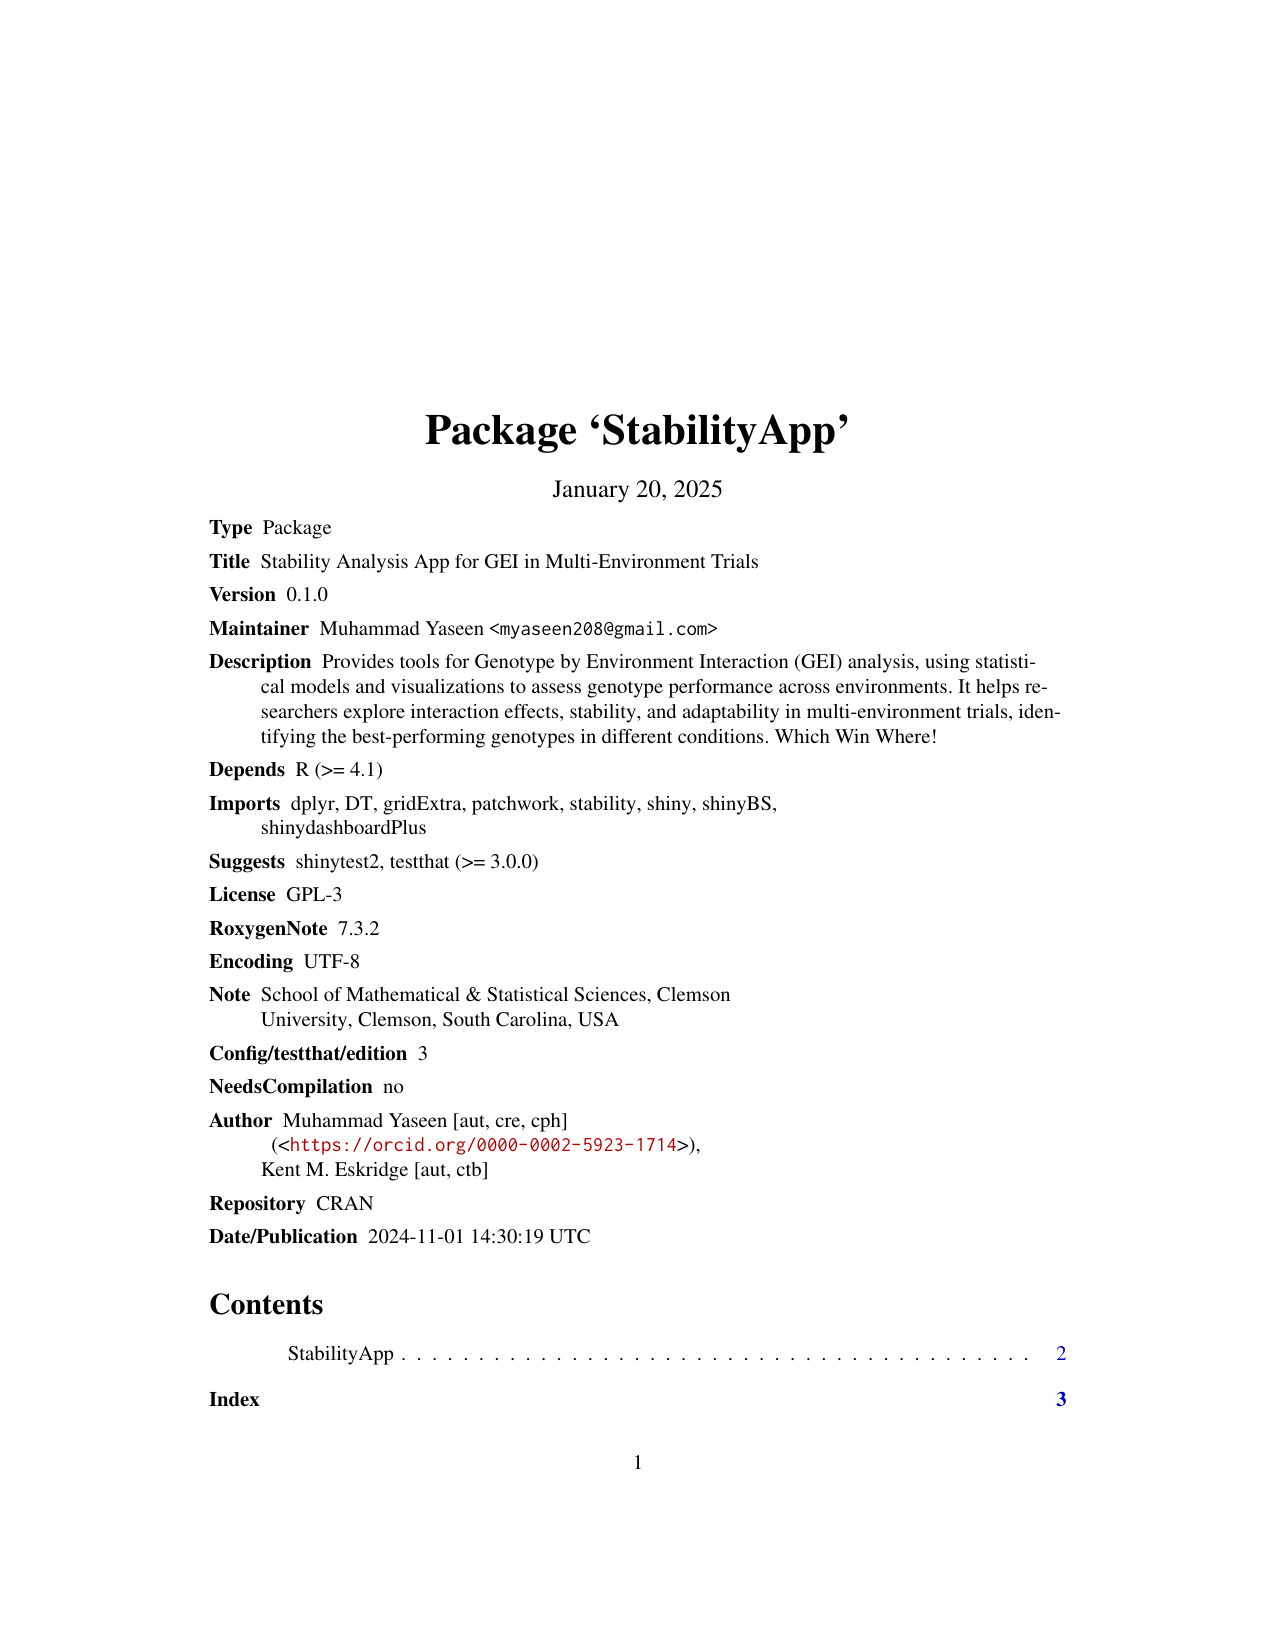 Package ‘StabilityApp’
January 20, 2025
Type Package
Title Stability Analysis App for GEI in Multi-Environment Trials
Version 0.1.0
Maintainer Muhammad Yaseen <myaseen208@gmail.com>
Description Provides tools for Genotype by Environment Interaction (GEI) analysis, using statisti-
cal models and visualizations to assess genotype performance across environments. It helps re-
searchers explore interaction effects, stability, and adaptability in multi-environment trials, iden-
tifying the best-performing genotypes in different conditions. Which Win Where!
Depends R (>= 4.1)
Imports dplyr, DT, gridExtra, patchwork, stability, shiny, shinyBS,
shinydashboardPlus
Suggests shinytest2, testthat (>= 3.0.0)
License GPL-3
RoxygenNote 7.3.2
Encoding UTF-8
Note School of Mathematical & Statistical Sciences, Clemson
University, Clemson, South Carolina, USA
Config/testthat/edition 3
NeedsCompilation no
Author Muhammad Yaseen [aut, cre, cph]
(<https://orcid.org/0000-0002-5923-1714>),
Kent M. Eskridge [aut, ctb]
Repository CRAN
Date/Publication 2024-11-01 14:30:19 UTC
Contents
StabilityApp . . . . . . . . . . . . . . . . . . . . . . . . . . . . . . . . . . . . . . . . . 2
Index 3
1